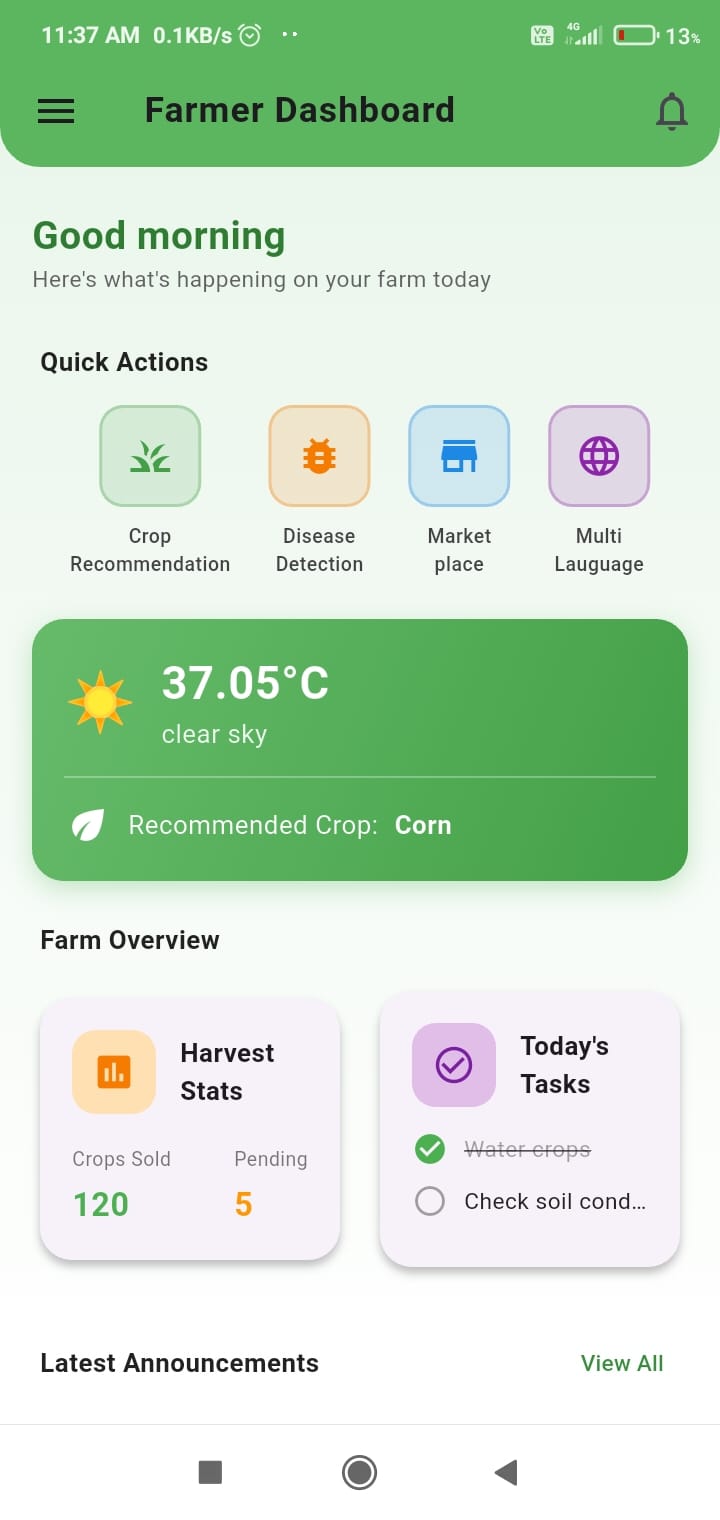 11:37 AM 0.1KB/s
Vo LTE 4G 13%
Farmer Dashboard
Good morning
Here's what's happening on your farm today
Quick Actions
Crop
Recommendation
Disease
Detection
Market
place
Multi
Lauguage
37.05°C
clear sky
Recommended Crop: Corn
Farm Overview
Harvest
Stats
Crops Sold
Pending
120
5
Today's
Tasks
Water crops
Check soil cond...
Latest Announcements
View All